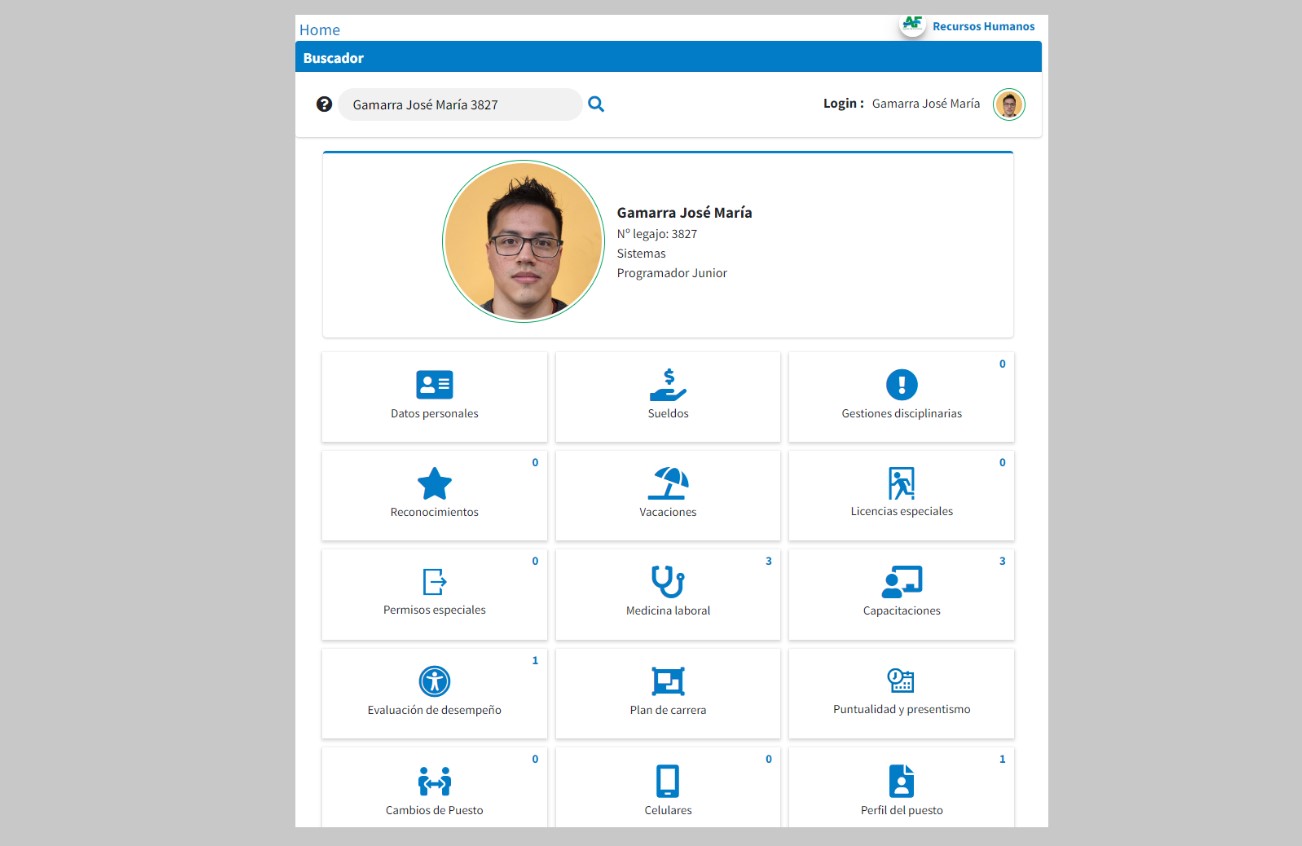 Home
AF Recursos Humanos
Buscador
Gamarra José María 3827
Login : Gamarra José María
Gamarra José María
Nº legajo: 3827
Sistemas
Programador Junior
0
Datos personales
Sueldos
Gestiones disciplinarias
0
0
Reconocimientos
Vacaciones
Licencias especiales
0
3
3
Permisos especiales
Medicina laboral
Capacitaciones
1
Evaluación de desempeño
Plan de carrera
Puntualidad y presentismo
0
0
1
Cambios de Puesto
Celulares
Perfil del puesto